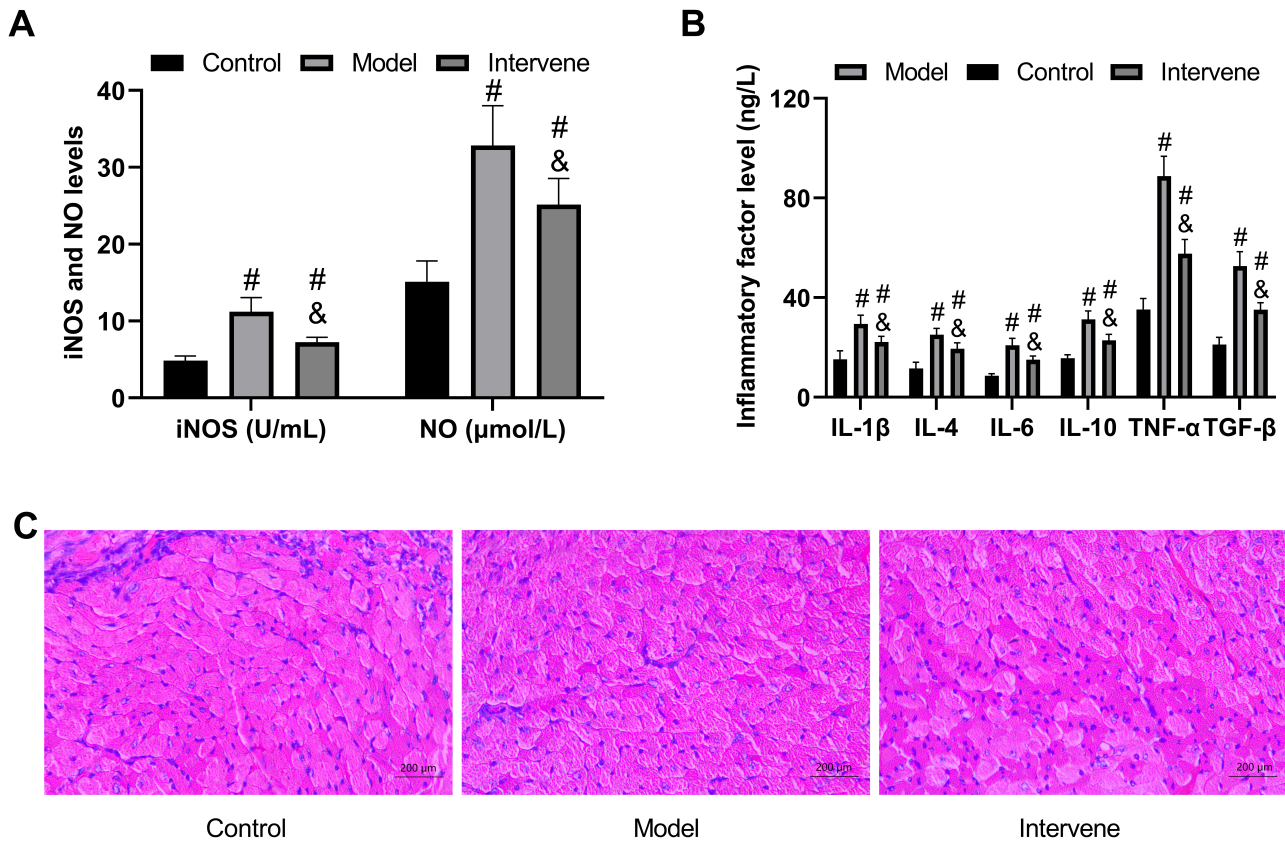 A
Control Model Intervene
iNOS and NO levels
40
30
20
10
0
#
#
&
#
#
&
iNOS (U/mL) NO (μmol/L)
B
Model Control Intervene
Inflammatory factor level (ng/L)
120
80
40
0
#
#
&
#
#
&
#
#
&
#
#
&
#
#
&
#
#
&
IL-1β IL-4 IL-6 IL-10 TNF-α TGF-β
C
200 μm
200 μm
200 μm
Control Model Intervene